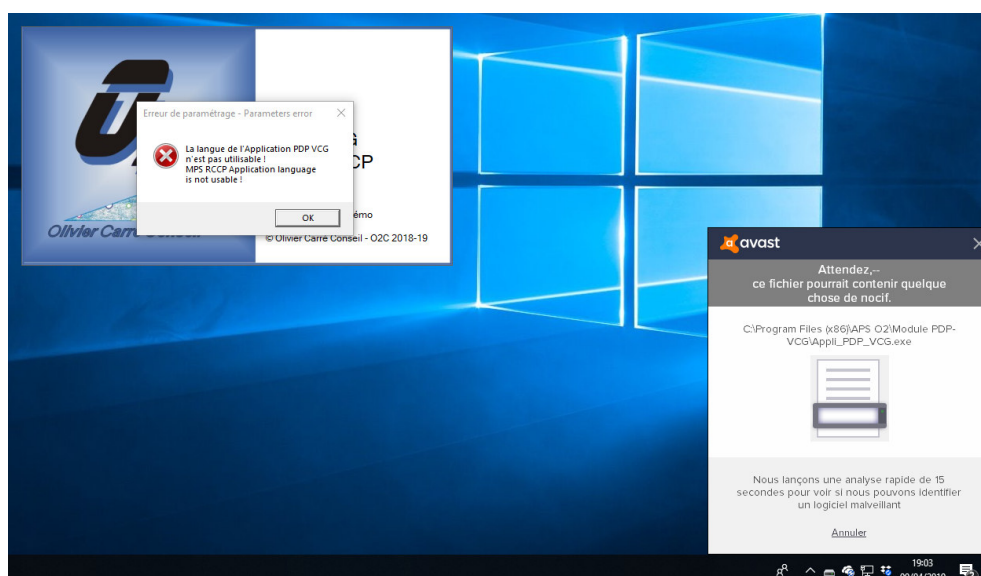 Erreur de paramétrage - Parameters error
La langue de l'Application PDP VCG
n'est pas utilisable !
MPS RCCP Application language
is not usable !
OK
CP
émo
Olivier Carré Conseil
© Olivier Carré Conseil - O2C 2018-19
avast
Attendez,--
ce fichier pourrait contenir quelque
chose de nocif.
C:\Program Files (x86)\APS O2\Module PDP-
VCG\Appli_PDP_VCG.exe
Nous lançons une analyse rapide de 15
secondes pour voir si nous pouvons identifier
un logiciel malveillant
Annuler
19:03